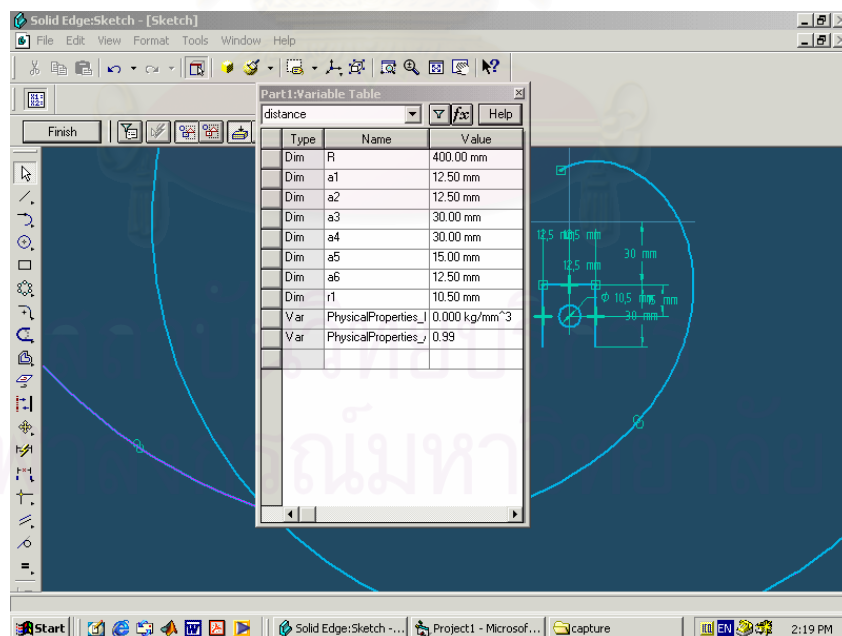 Solid Edge:Sketch - [Sketch]
File Edit View Format Tools Window Help
Part1:Variable Table
distance
fx Help
Finish
Type Name Value
Dim R 400.00 mm
Dim a1 12.50 mm
Dim a2 12.50 mm
Dim a3 30.00 mm
Dim a4 30.00 mm
Dim a5 15.00 mm
Dim a6 12.50 mm
Dim r1 10.50 mm
Var PhysicalProperties_ 0.000 kg/mm^3
Var PhysicalProperties_ 0.99
12,5 mm
30 mm
12,5 mm
ϕ 10,5 mm
30 mm
Start Solid Edge:Sketch -... Project1 - Microsof... capture EN 2:19 PM